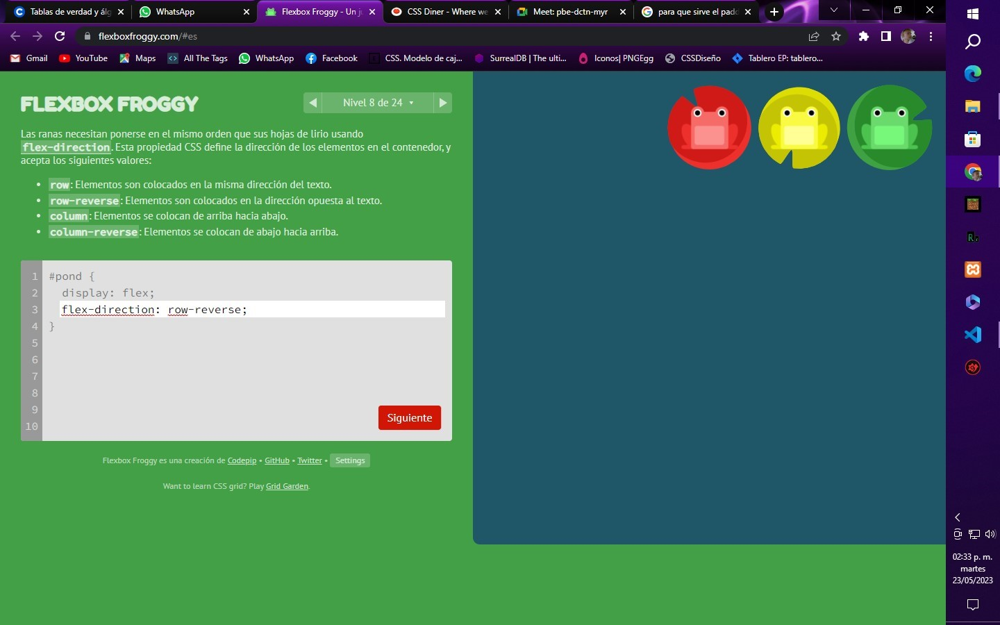 Tablas de verdad y álg
WhatsApp
Flexbox Froggy - Un ju
CSS Diner - Where we
Meet: pbe-dctn-myr
para que sirve el padd
flexboxfroggy.com/#es
Gmail
YouTube
Maps
All The Tags
WhatsApp
Facebook
CSS. Modelo de caj...
SurrealDB | The ulti...
Iconos| PNGEgg
CSSDiseño
Tablero EP: tablero...
FLEXBOX FROGGY
Nivel 8 de 24
Las ranas necesitan ponerse en el mismo orden que sus hojas de lirio usando
flex-direction. Esta propiedad CSS define la dirección de los elementos en el contenedor, y
acepta los siguientes valores:
• row: Elementos son colocados en la misma dirección del texto.
• row-reverse: Elementos son colocados en la dirección opuesta al texto.
• column: Elementos se colocan de arriba hacia abajo.
• column-reverse: Elementos se colocan de abajo hacia arriba.
1 #pond {
2 display: flex;
3 flex-direction: row-reverse;
4 }
5
6
7
8
9
10
Siguiente
Flexbox Froggy es una creación de Codepip • GitHub • Twitter • Settings
Want to learn CSS grid? Play Grid Garden.
02:33 p. m.
martes
23/05/2023